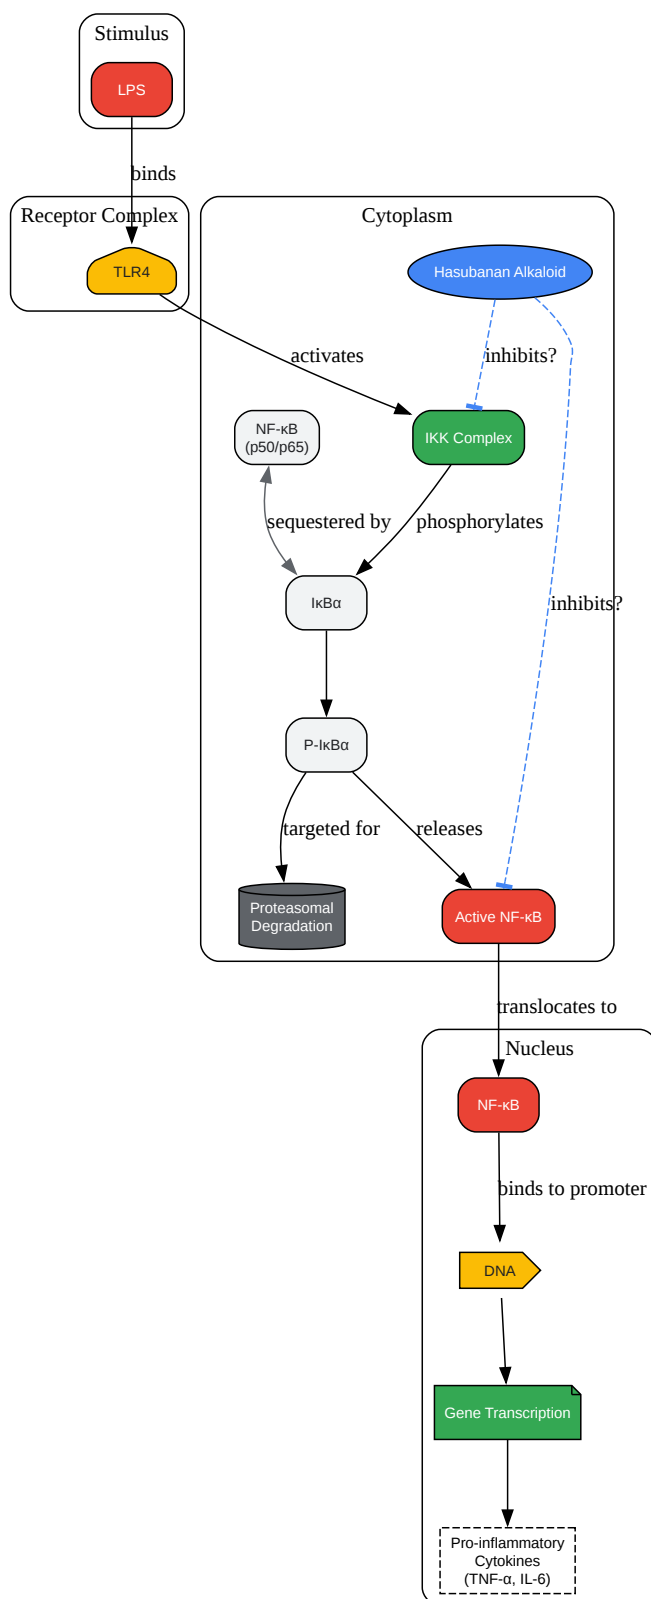 Stimulus
LPS
binds
Receptor Complex
TLR4
Cytoplasm
Hasubanan Alkaloid
activates
inhibits?
NF-κB
(p50/p65)
IKK Complex
sequestered by
phosphorylates
IκBα
inhibits?
P-IκBα
targeted for
releases
Proteasomal
Degradation
Active NF-κB
translocates to
Nucleus
NF-κB
binds to promoter
DNA
Gene Transcription
Pro-inflammatory
Cytokines
(TNF-α, IL-6)